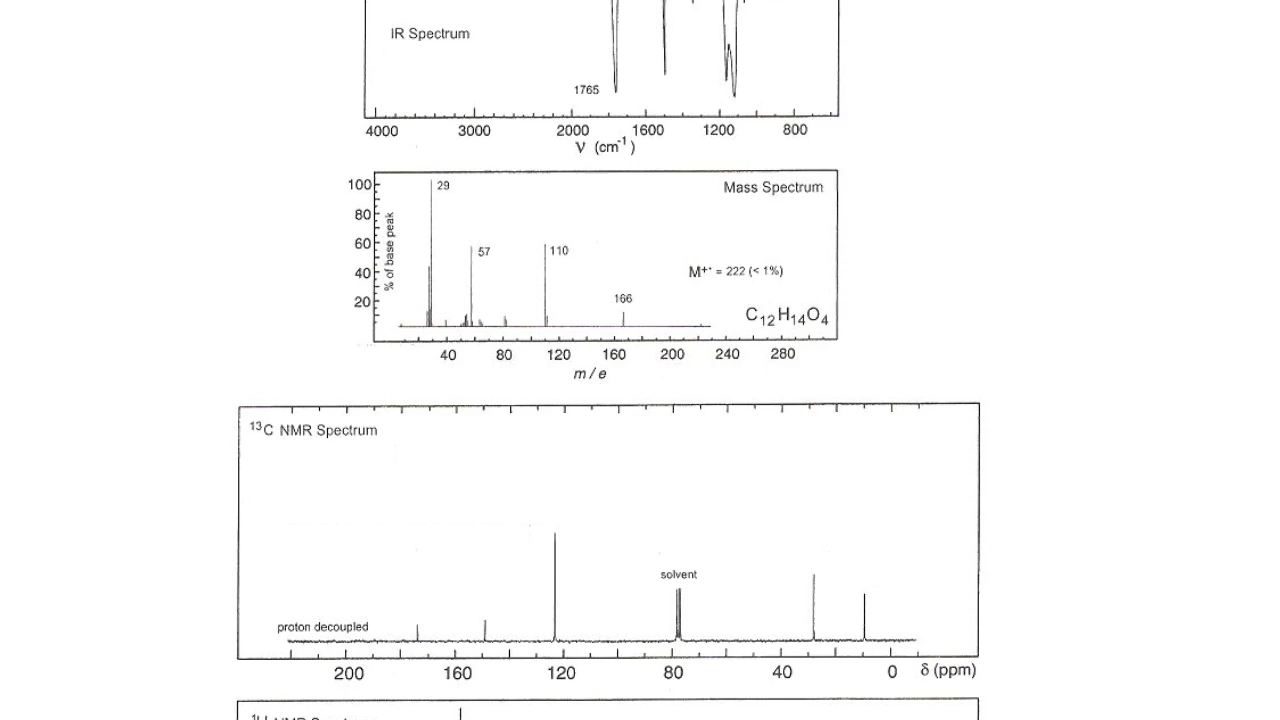 IR Spectrum
1765
4000 3000 2000 1600 1200 800
ν (cm-1)
100 29 Mass Spectrum
80
60 57 110
40 M+• = 222 (< 1%)
20 166
% of base peak
C12H14O4
40 80 120 160 200 240 280
m / e
13C NMR Spectrum
solvent
proton decoupled
200 160 120 80 40 0 δ (ppm)